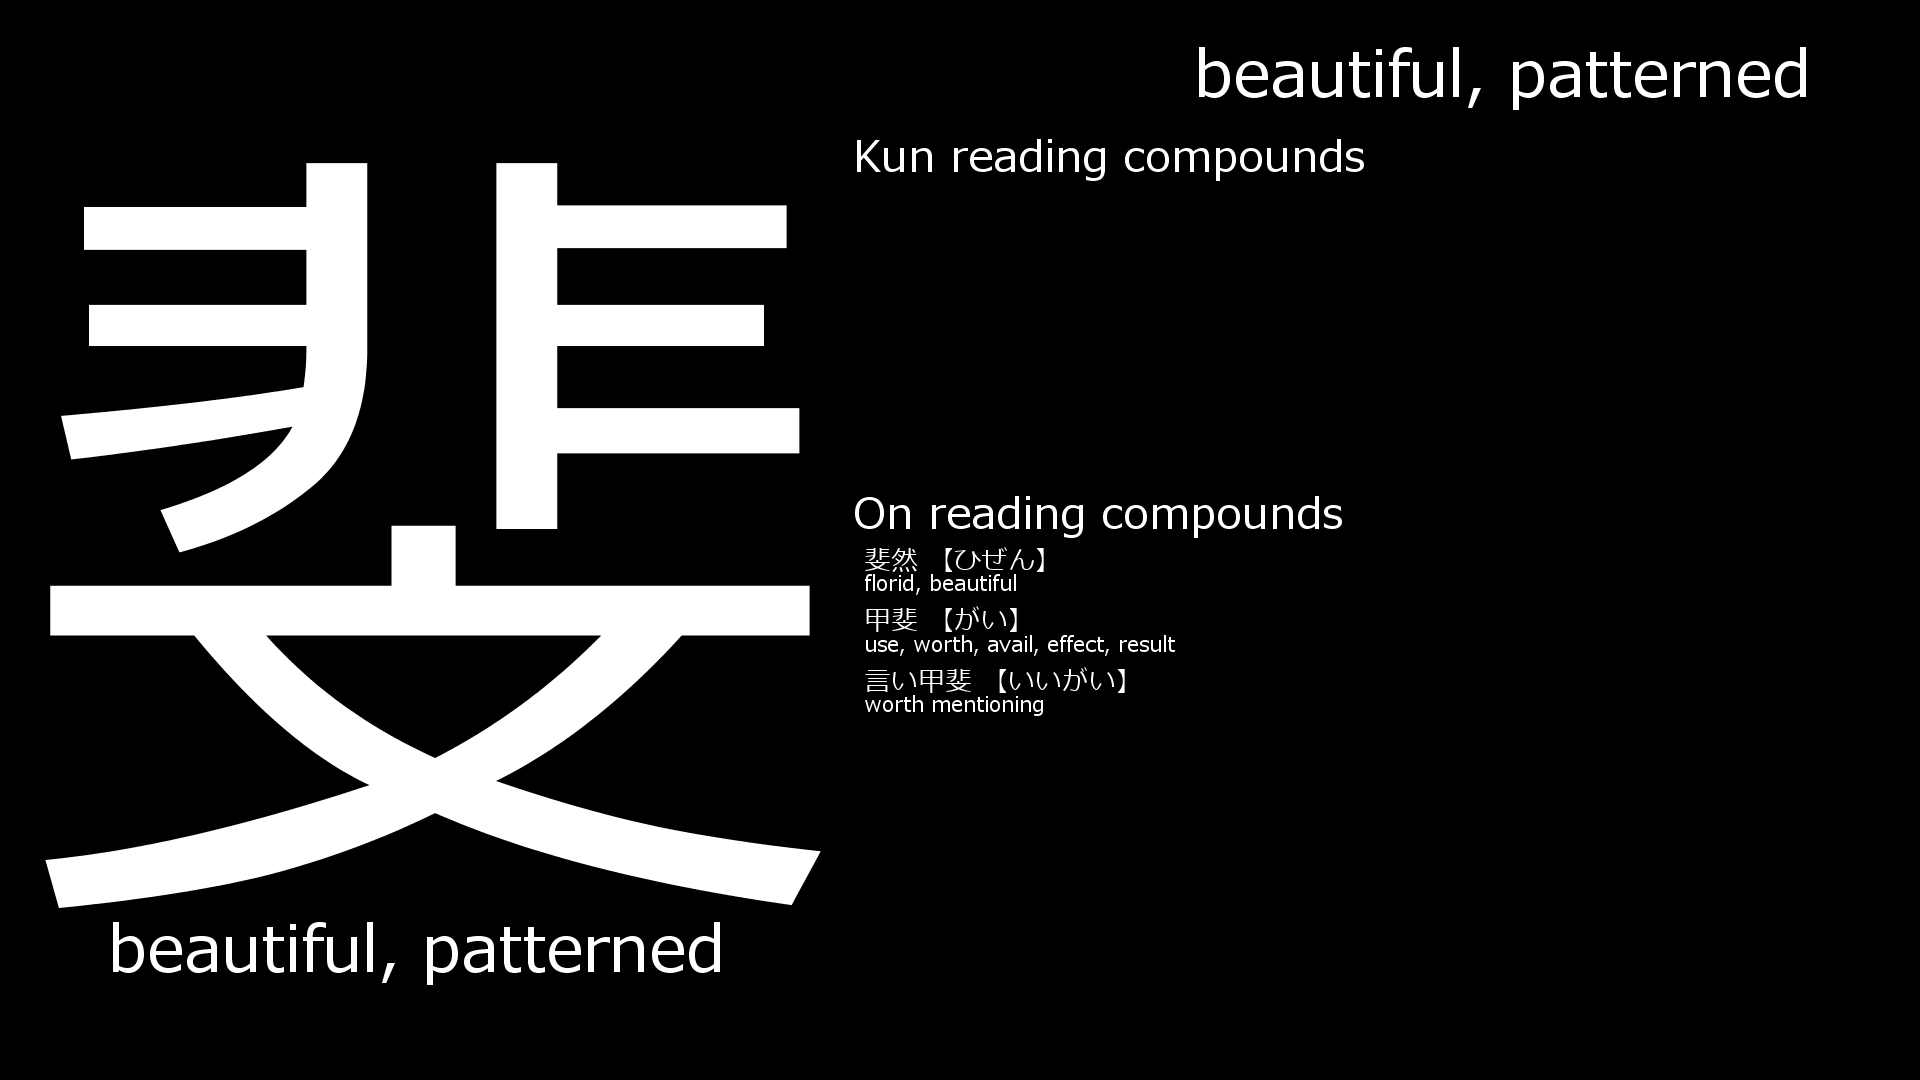 斐
beautiful, patterned
beautiful, patterned
Kun reading compounds
On reading compounds
斐然 【ひぜん】
florid, beautiful
甲斐 【がい】
use, worth, avail, effect, result
言い甲斐 【いいがい】
worth mentioning